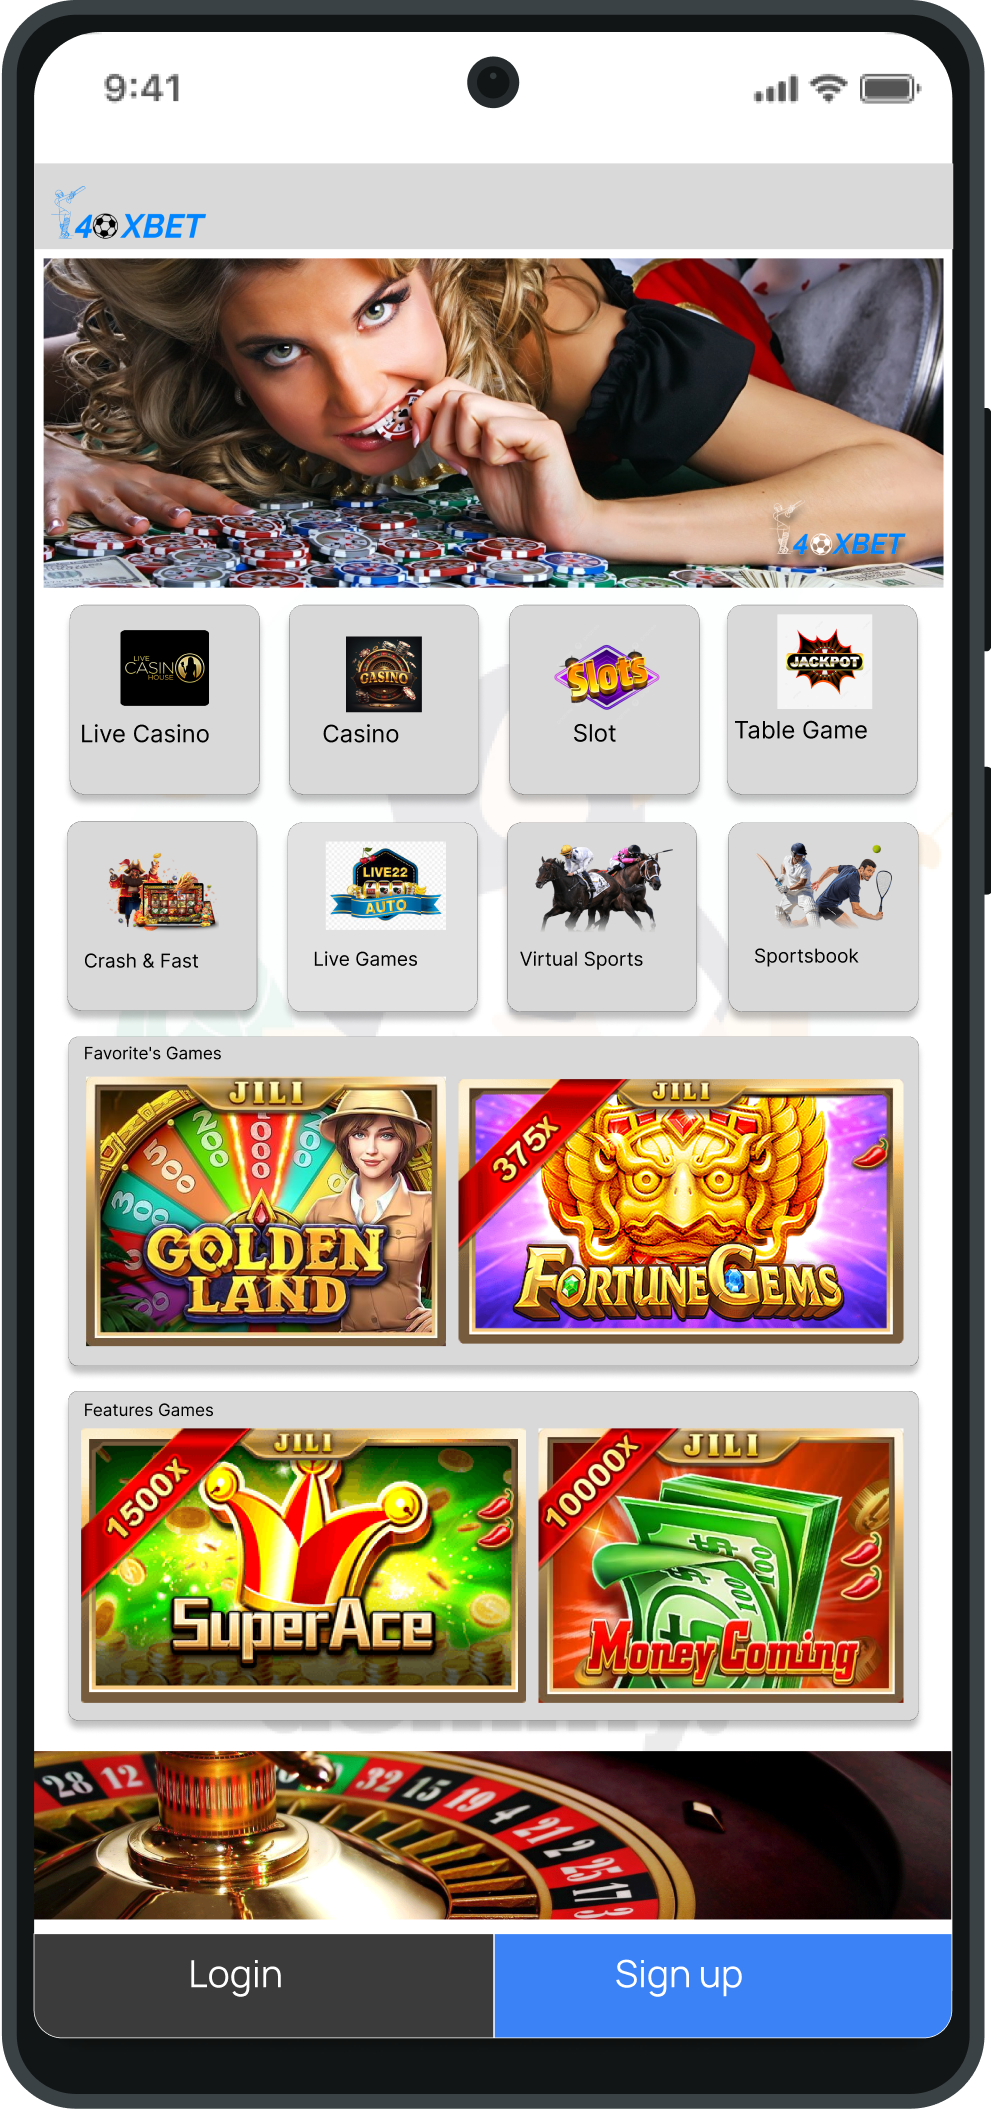 9:41
4 XBET
4 XBET
LIVE
CASINO
HOUSE
CASINO
Slots
JACKPOT
Live Casino
Casino
Slot
Table Game
LIVE22
AUTO
Crash & Fast
Live Games
Virtual Sports
Sportsbook
Favorite's Games
JILI
200
1000
500
300
GOLDEN
LAND
JILI
375x
FORTUNE GEMS
Features Games
JILI
1500x
SuperAce
JILI
10000x
100
100
Money Coming
28 12 32 15 19 4 21 2 25 17 3
Login
Sign up